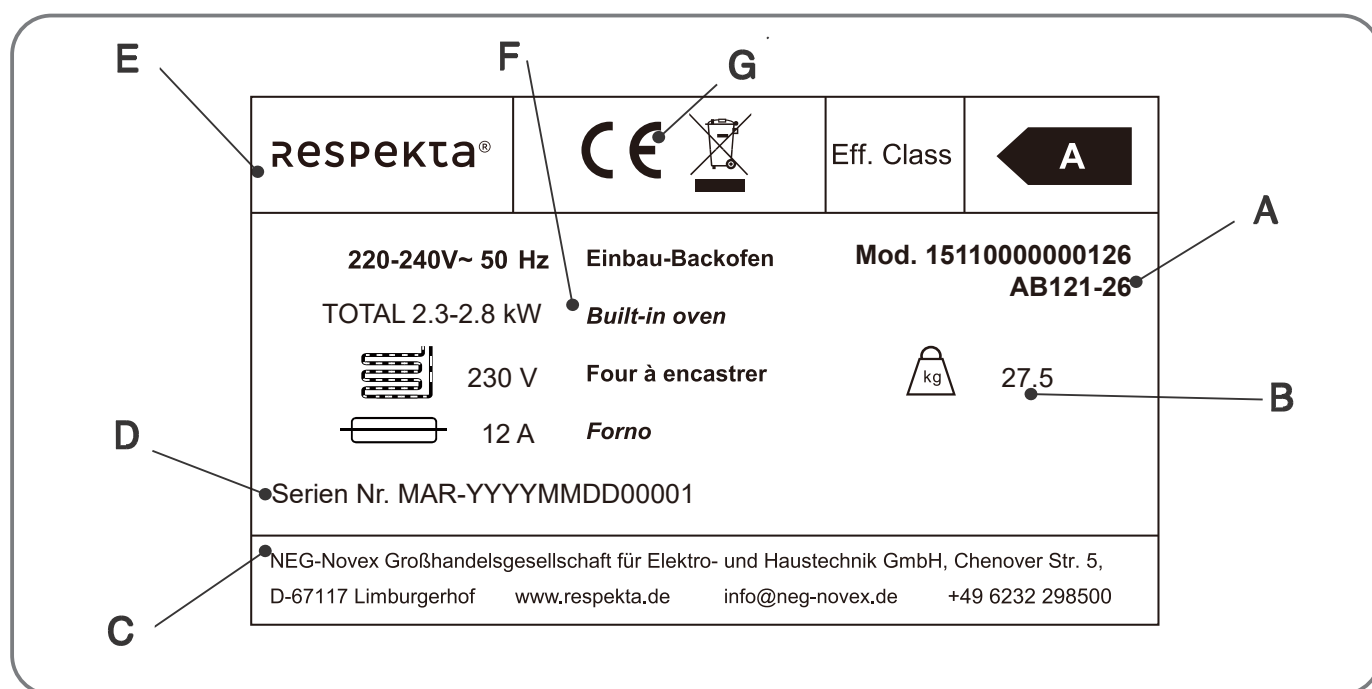 E
F
G
Respekta®
CE
Eff. Class
A
A
220-240V~ 50 Hz
Einbau-Backofen
Mod. 15110000000126
AB121-26
TOTAL 2.3-2.8 kW
Built-in oven
230 V
Four à encastrer
kg
27.5
B
12 A
Forno
D
Serien Nr. MAR-YYYYMMDD00001
NEG-Novex Großhandelsgesellschaft für Elektro- und Haustechnik GmbH, Chenover Str. 5,
D-67117 Limburgerhof www.respekta.de info@neg-novex.de +49 6232 298500
C